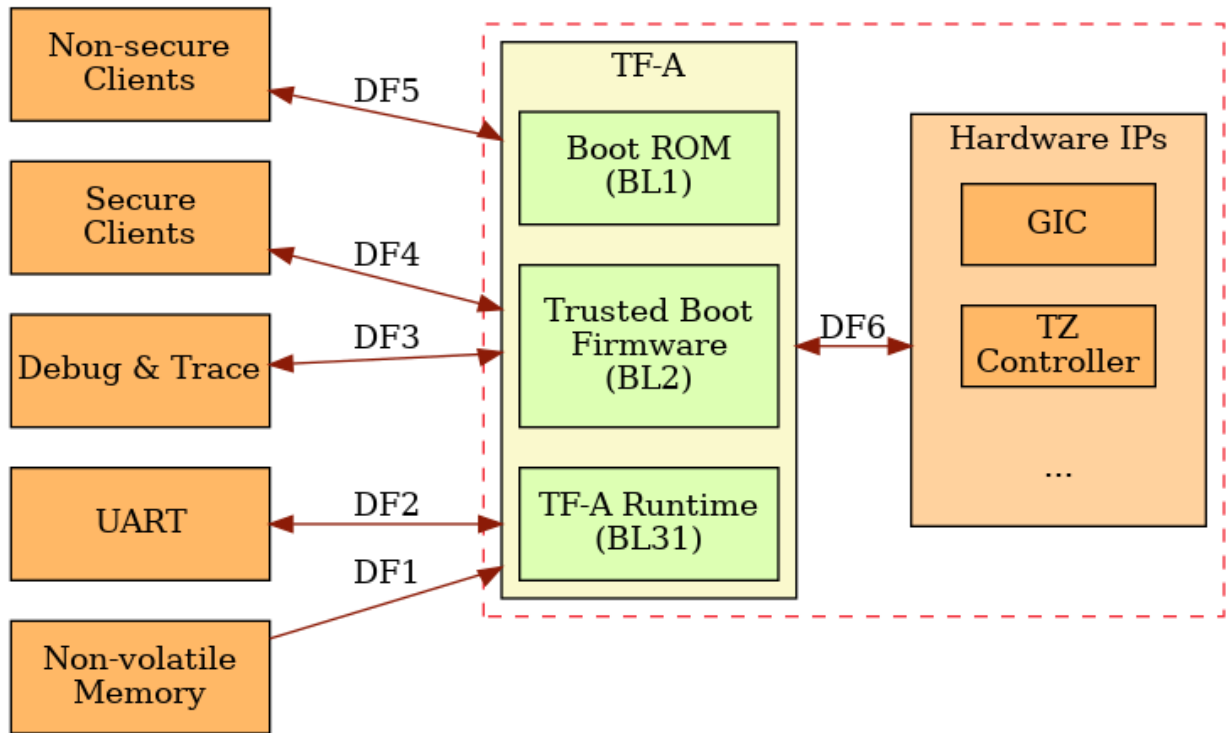 Non-secure
Clients
Secure
Clients
Debug & Trace
UART
Non-volatile
Memory
DF5
DF4
DF3
DF2
DF1
TF-A
Boot ROM
(BL1)
Trusted Boot
Firmware
(BL2)
TF-A Runtime
(BL31)
DF6
Hardware IPs
GIC
TZ
Controller
...